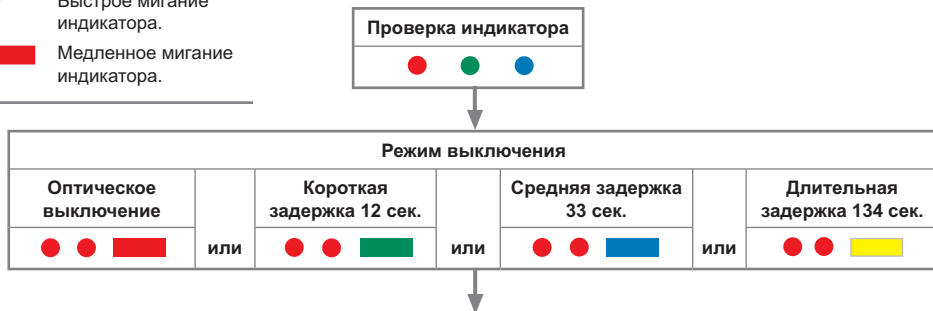 Быстрое мигание
индикатора.
Медленное мигание
индикатора.
Проверка индикатора
Режим выключения
Оптическое
выключение
или
Короткая
задержка 12 сек.
или
Средняя задержка
33 сек.
или
Длительная
задержка 134 сек.